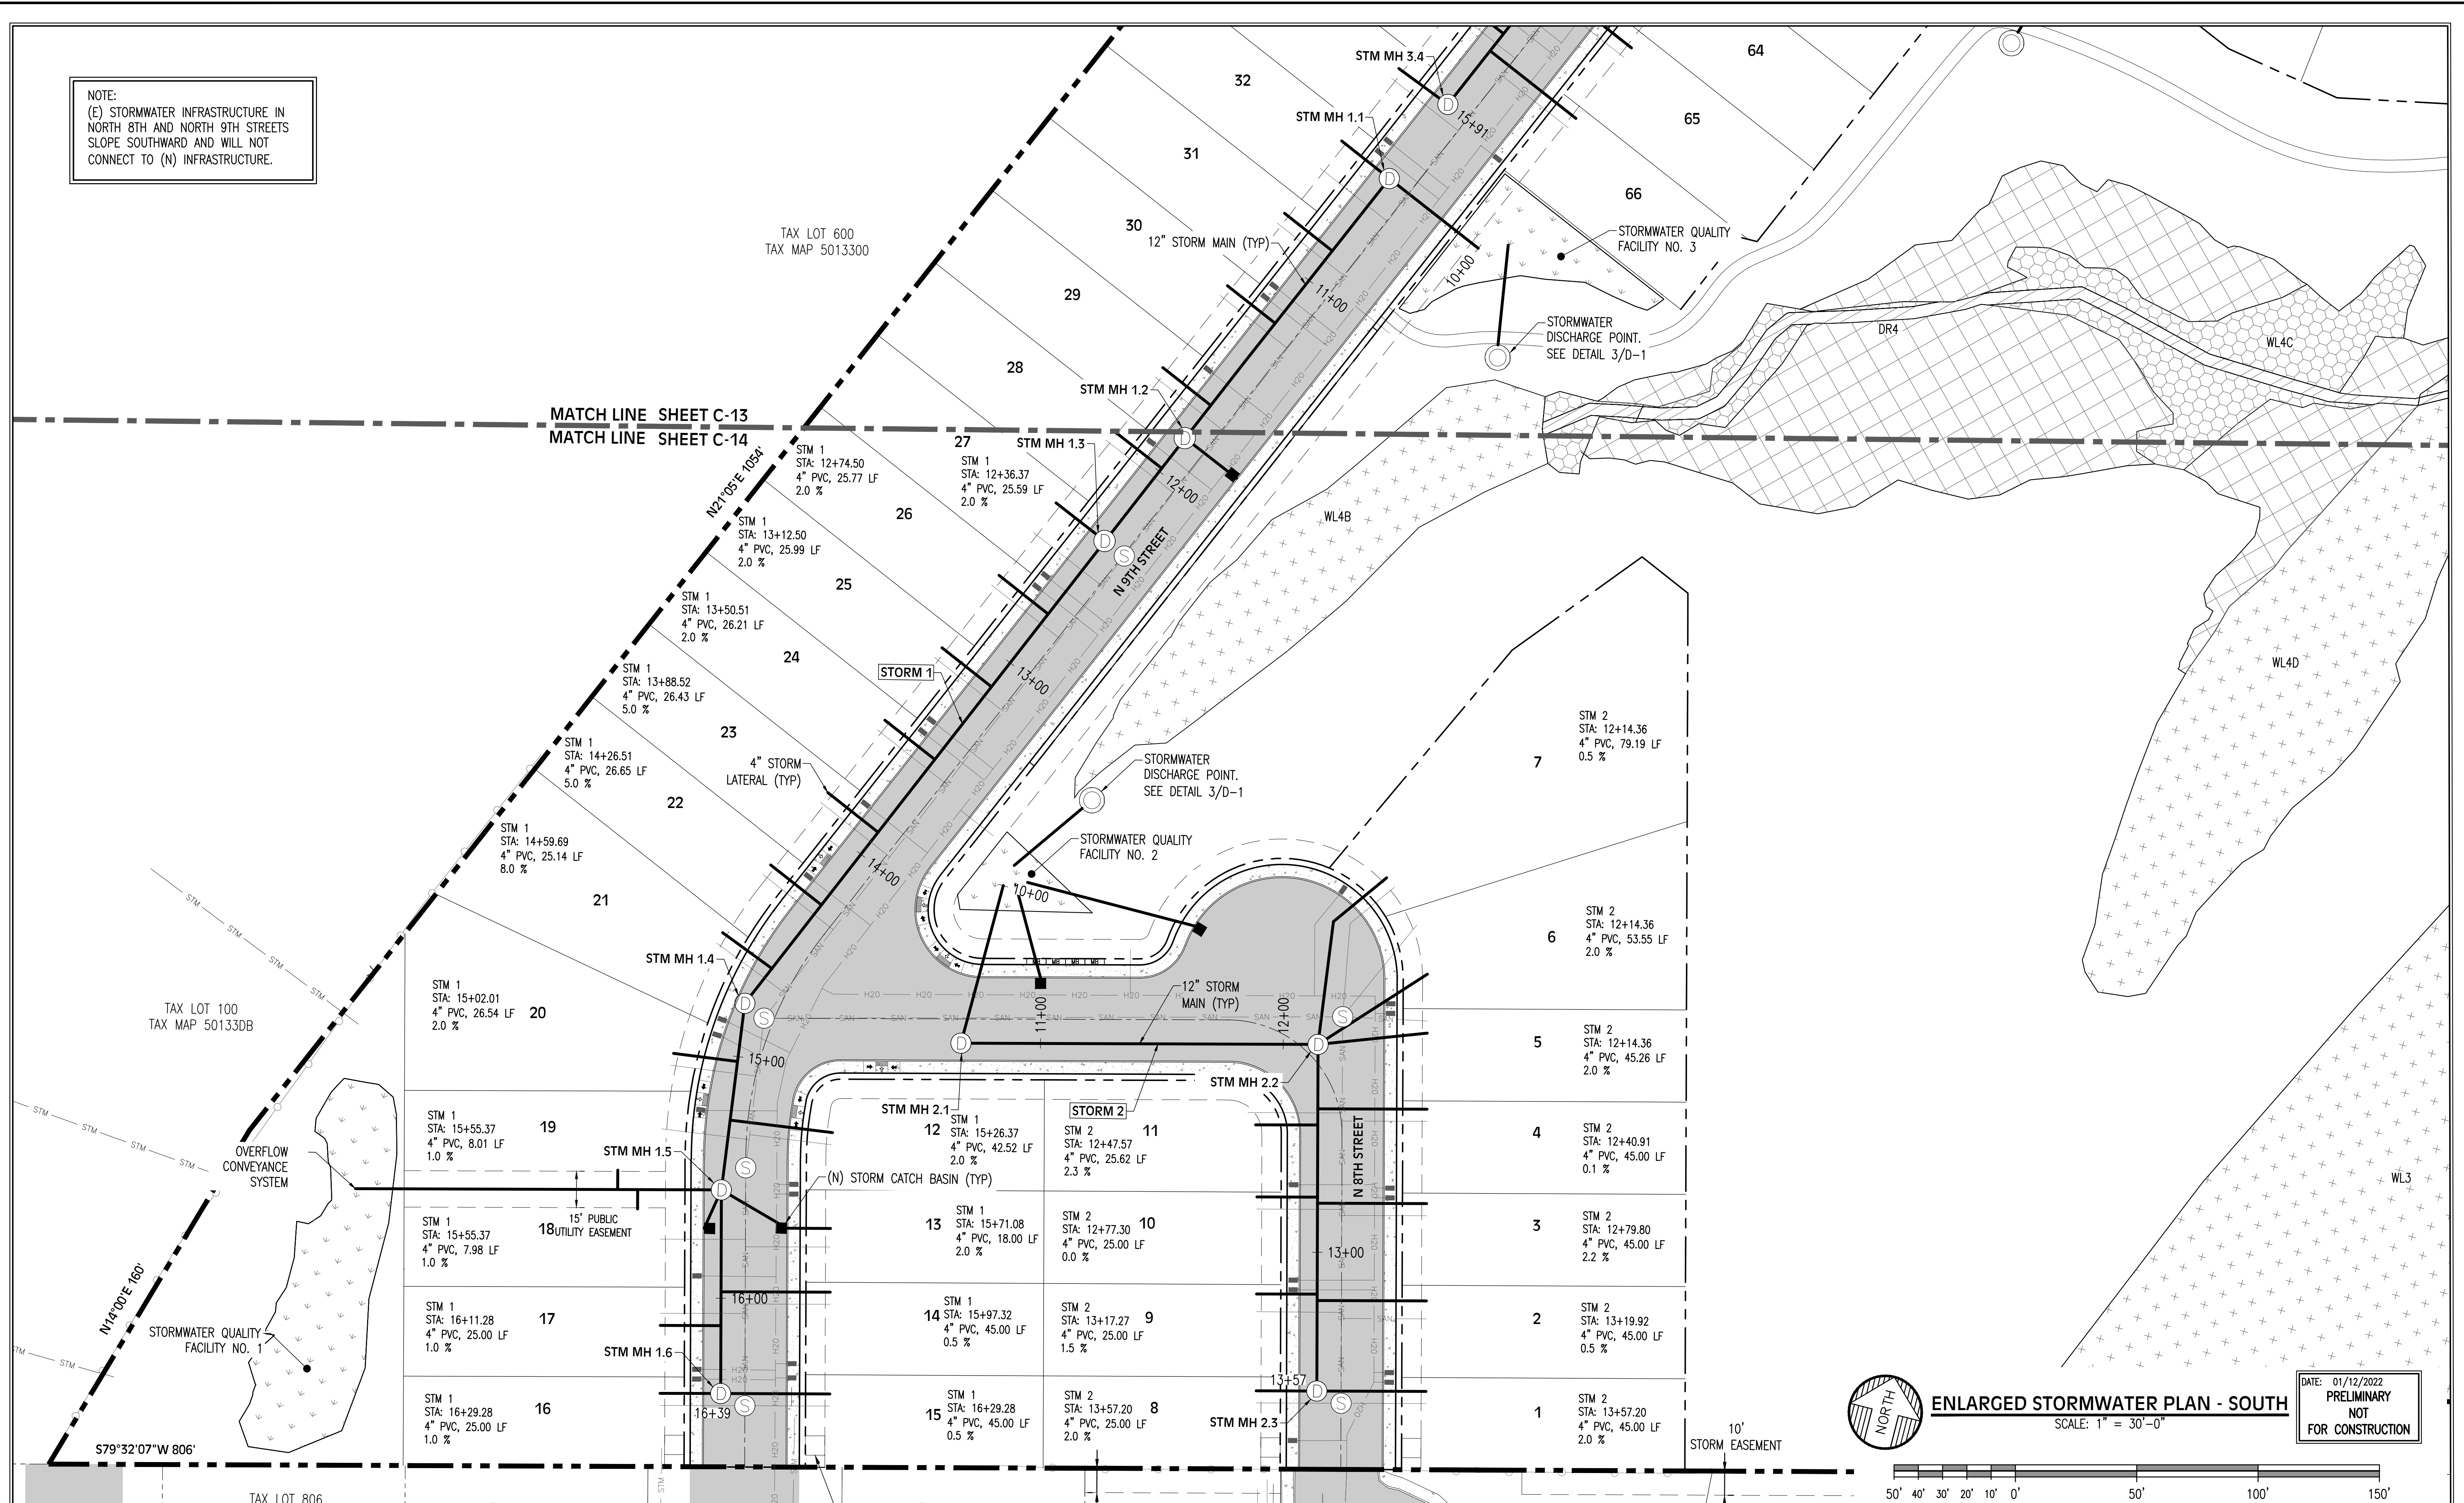 NOTE:
(E) STORMWATER INFRASTRUCTURE IN
NORTH 8TH AND NORTH 9TH STREETS
SLOPE SOUTHWARD AND WILL NOT
CONNECT TO (N) INFRASTRUCTURE.
TAX LOT 600
TAX MAP 5013300
STM MH 3.4
15+91
STM MH 1.1
32
31
30
29
28
64
65
66
12" STORM MAIN (TYP)
10+00
11+00
STORMWATER QUALITY
FACILITY NO. 3
STORMWATER
DISCHARGE POINT.
SEE DETAIL 3/D-1
DR4
WL4C
STM MH 1.2
MATCH LINE SHEET C-13
MATCH LINE SHEET C-14
N21°05'E 1054'
STM MH 1.3
12+00
N 9TH STREET
WL4B
WL4D
WL3
27
STM 1
STA: 12+36.37
4" PVC, 25.59 LF
2.0 %
STM 1
STA: 12+74.50
4" PVC, 25.77 LF
2.0 %
26
STM 1
STA: 13+12.50
4" PVC, 25.99 LF
2.0 %
25
STM 1
STA: 13+50.51
4" PVC, 26.21 LF
2.0 %
24
STM 1
STA: 13+88.52
4" PVC, 26.43 LF
5.0 %
23
STM 1
STA: 14+26.51
4" PVC, 26.65 LF
5.0 %
22
STM 1
STA: 14+59.69
4" PVC, 25.14 LF
8.0 %
21
STORM 1
13+00
4" STORM
LATERAL (TYP)
14+00
STORMWATER
DISCHARGE POINT.
SEE DETAIL 3/D-1
STORMWATER QUALITY
FACILITY NO. 2
10+00
7
STM 2
STA: 12+14.36
4" PVC, 79.19 LF
0.5 %
6
STM 2
STA: 12+14.36
4" PVC, 53.55 LF
2.0 %
5
STM 2
STA: 12+14.36
4" PVC, 45.26 LF
2.0 %
4
STM 2
STA: 12+40.91
4" PVC, 45.00 LF
0.1 %
3
STM 2
STA: 12+79.80
4" PVC, 45.00 LF
2.2 %
2
STM 2
STA: 13+19.92
4" PVC, 45.00 LF
0.5 %
1
STM 2
STA: 13+57.20
4" PVC, 45.00 LF
2.0 %
STM MH 1.4
12" STORM
MAIN (TYP)
11+00
12+00
15+00
STM MH 2.2
STM MH 2.1
STORM 2
N 8TH STREET
TAX LOT 100
TAX MAP 50133DB
STM 1
STA: 15+02.01
4" PVC, 26.54 LF
2.0 %
20
STM 1
STA: 15+55.37
4" PVC, 8.01 LF
1.0 %
19
OVERFLOW
CONVEYANCE
SYSTEM
STM MH 1.5
15' PUBLIC
UTILITY EASEMENT
STM 1
STA: 15+55.37
4" PVC, 7.98 LF
1.0 %
18
STM 1
STA: 16+11.28
4" PVC, 25.00 LF
1.0 %
17
STM 1
STA: 16+29.28
4" PVC, 25.00 LF
1.0 %
16
N14°00'E 160'
STORMWATER QUALITY
FACILITY NO. 1
S79°32'07"W 806'
STM MH 1.6
16+00
16+39
(N) STORM CATCH BASIN (TYP)
12
STM 1
STA: 15+26.37
4" PVC, 42.52 LF
2.0 %
11
STM 2
STA: 12+47.57
4" PVC, 25.62 LF
2.3 %
13
STM 1
STA: 15+71.08
4" PVC, 18.00 LF
2.0 %
10
STM 2
STA: 12+77.30
4" PVC, 25.00 LF
0.0 %
14
STM 1
STA: 15+97.32
4" PVC, 45.00 LF
0.5 %
9
STM 2
STA: 13+17.27
4" PVC, 25.00 LF
1.5 %
15
STM 1
STA: 16+29.28
4" PVC, 45.00 LF
0.5 %
8
STM 2
STA: 13+57.20
4" PVC, 25.00 LF
2.0 %
13+00
13+57
STM MH 2.3
10'
STORM EASEMENT
TAX LOT 806
NORTH
ENLARGED STORMWATER PLAN - SOUTH
SCALE: 1" = 30'-0"
DATE: 01/12/2022
PRELIMINARY
NOT
FOR CONSTRUCTION
50' 40' 30' 20' 10' 0' 50' 100' 150'